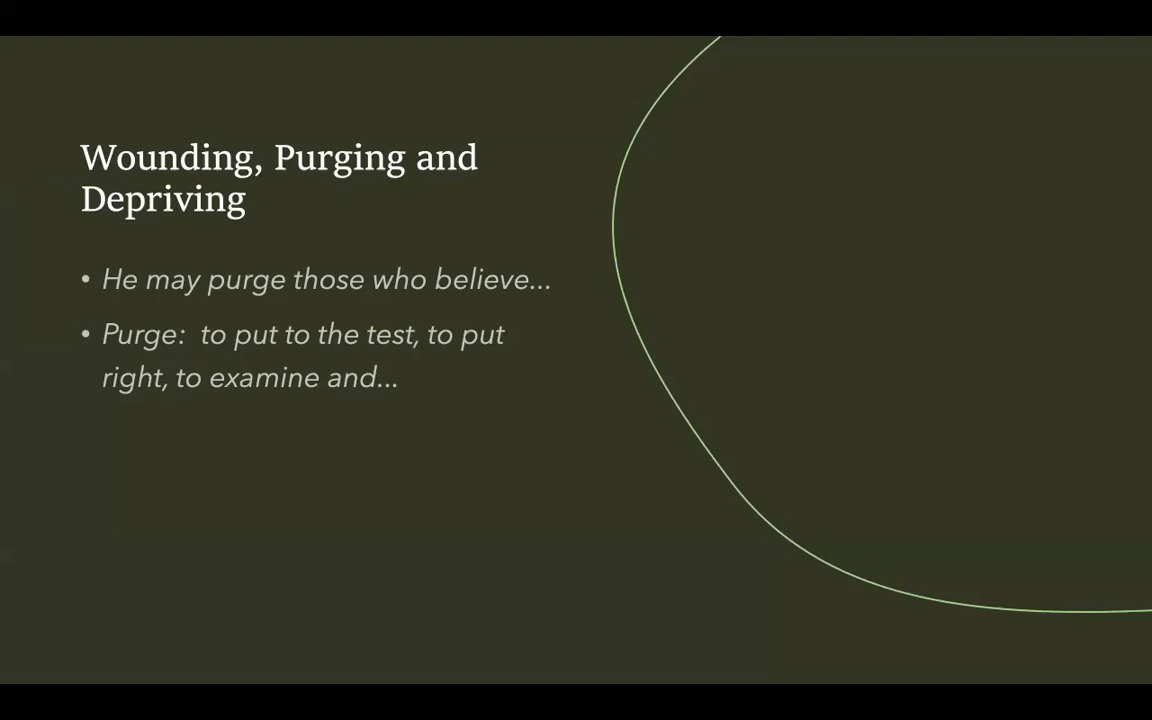 Wounding, Purging and
Depriving
• He may purge those who believe...
• Purge:  to put to the test, to put
right, to examine and...